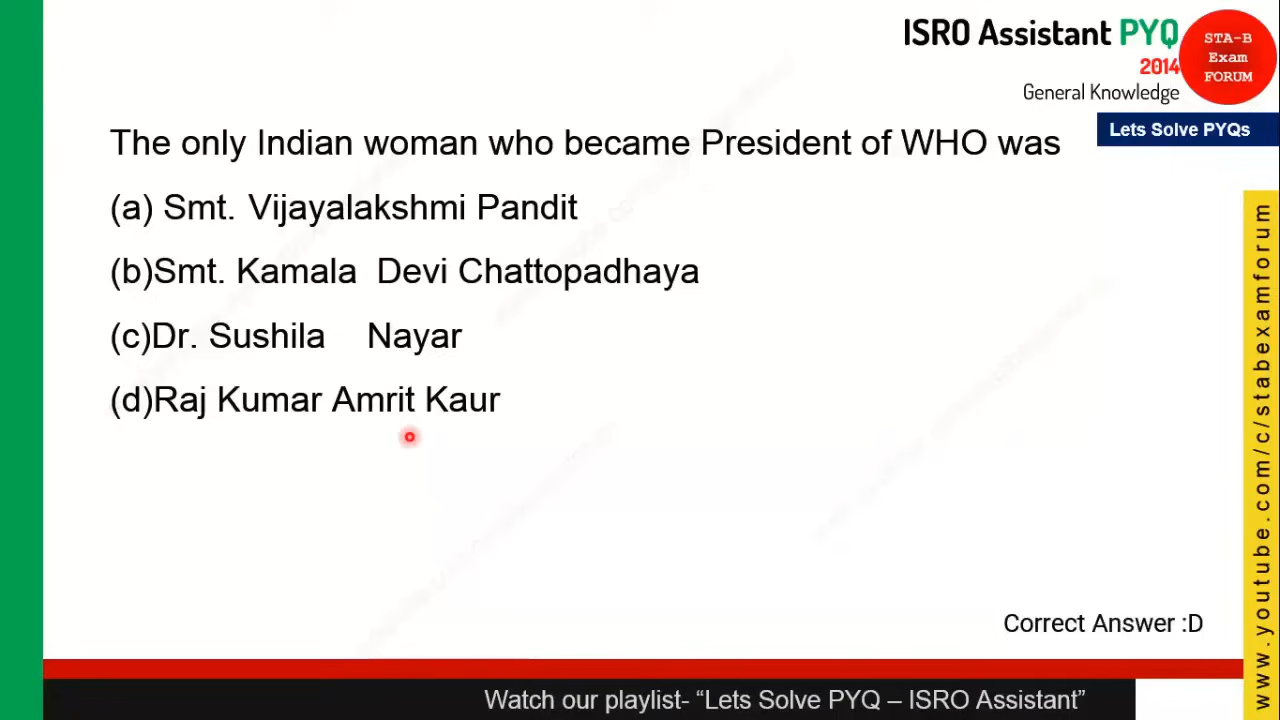 ISRO Assistant PYQ
2014
General Knowledge
STA-B
Exam
FORUM
Lets Solve PYQs
The only Indian woman who became President of WHO was
(a) Smt. Vijayalakshmi Pandit
(b)Smt. Kamala Devi Chattopadhaya
(c)Dr. Sushila Nayar
(d)Raj Kumar Amrit Kaur
Correct Answer :D
Watch our playlist- “Lets Solve PYQ – ISRO Assistant”
www.youtube.com/c/stabexamforum